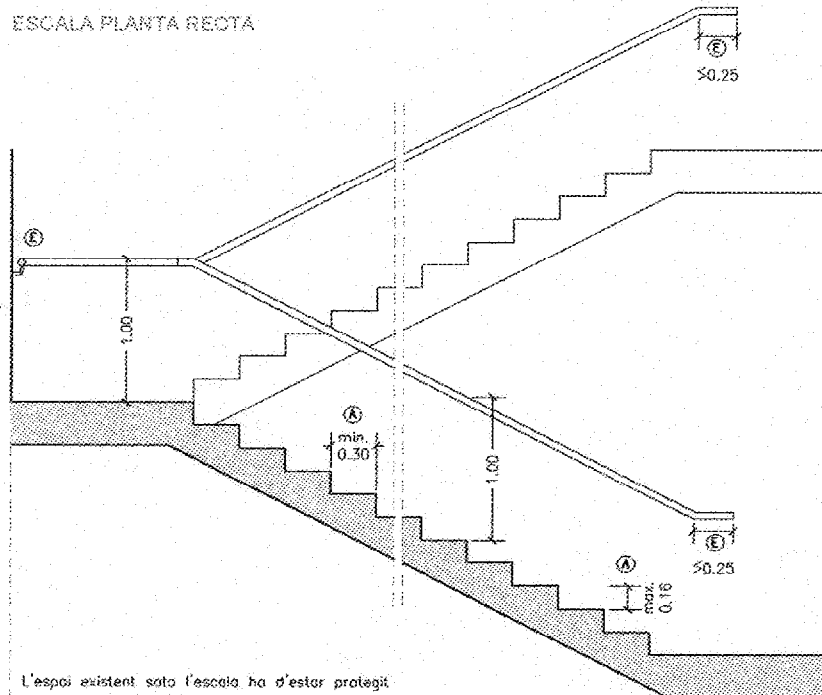 ESCALA PLANTA RECTA
Ⓔ
≤0.25
Ⓔ
1.00
Ⓐ
min.
0.30
1.00
Ⓔ
≤0.25
Ⓐ
max.
0.16
L'espai existent sota l'escala ha d'estar protegit